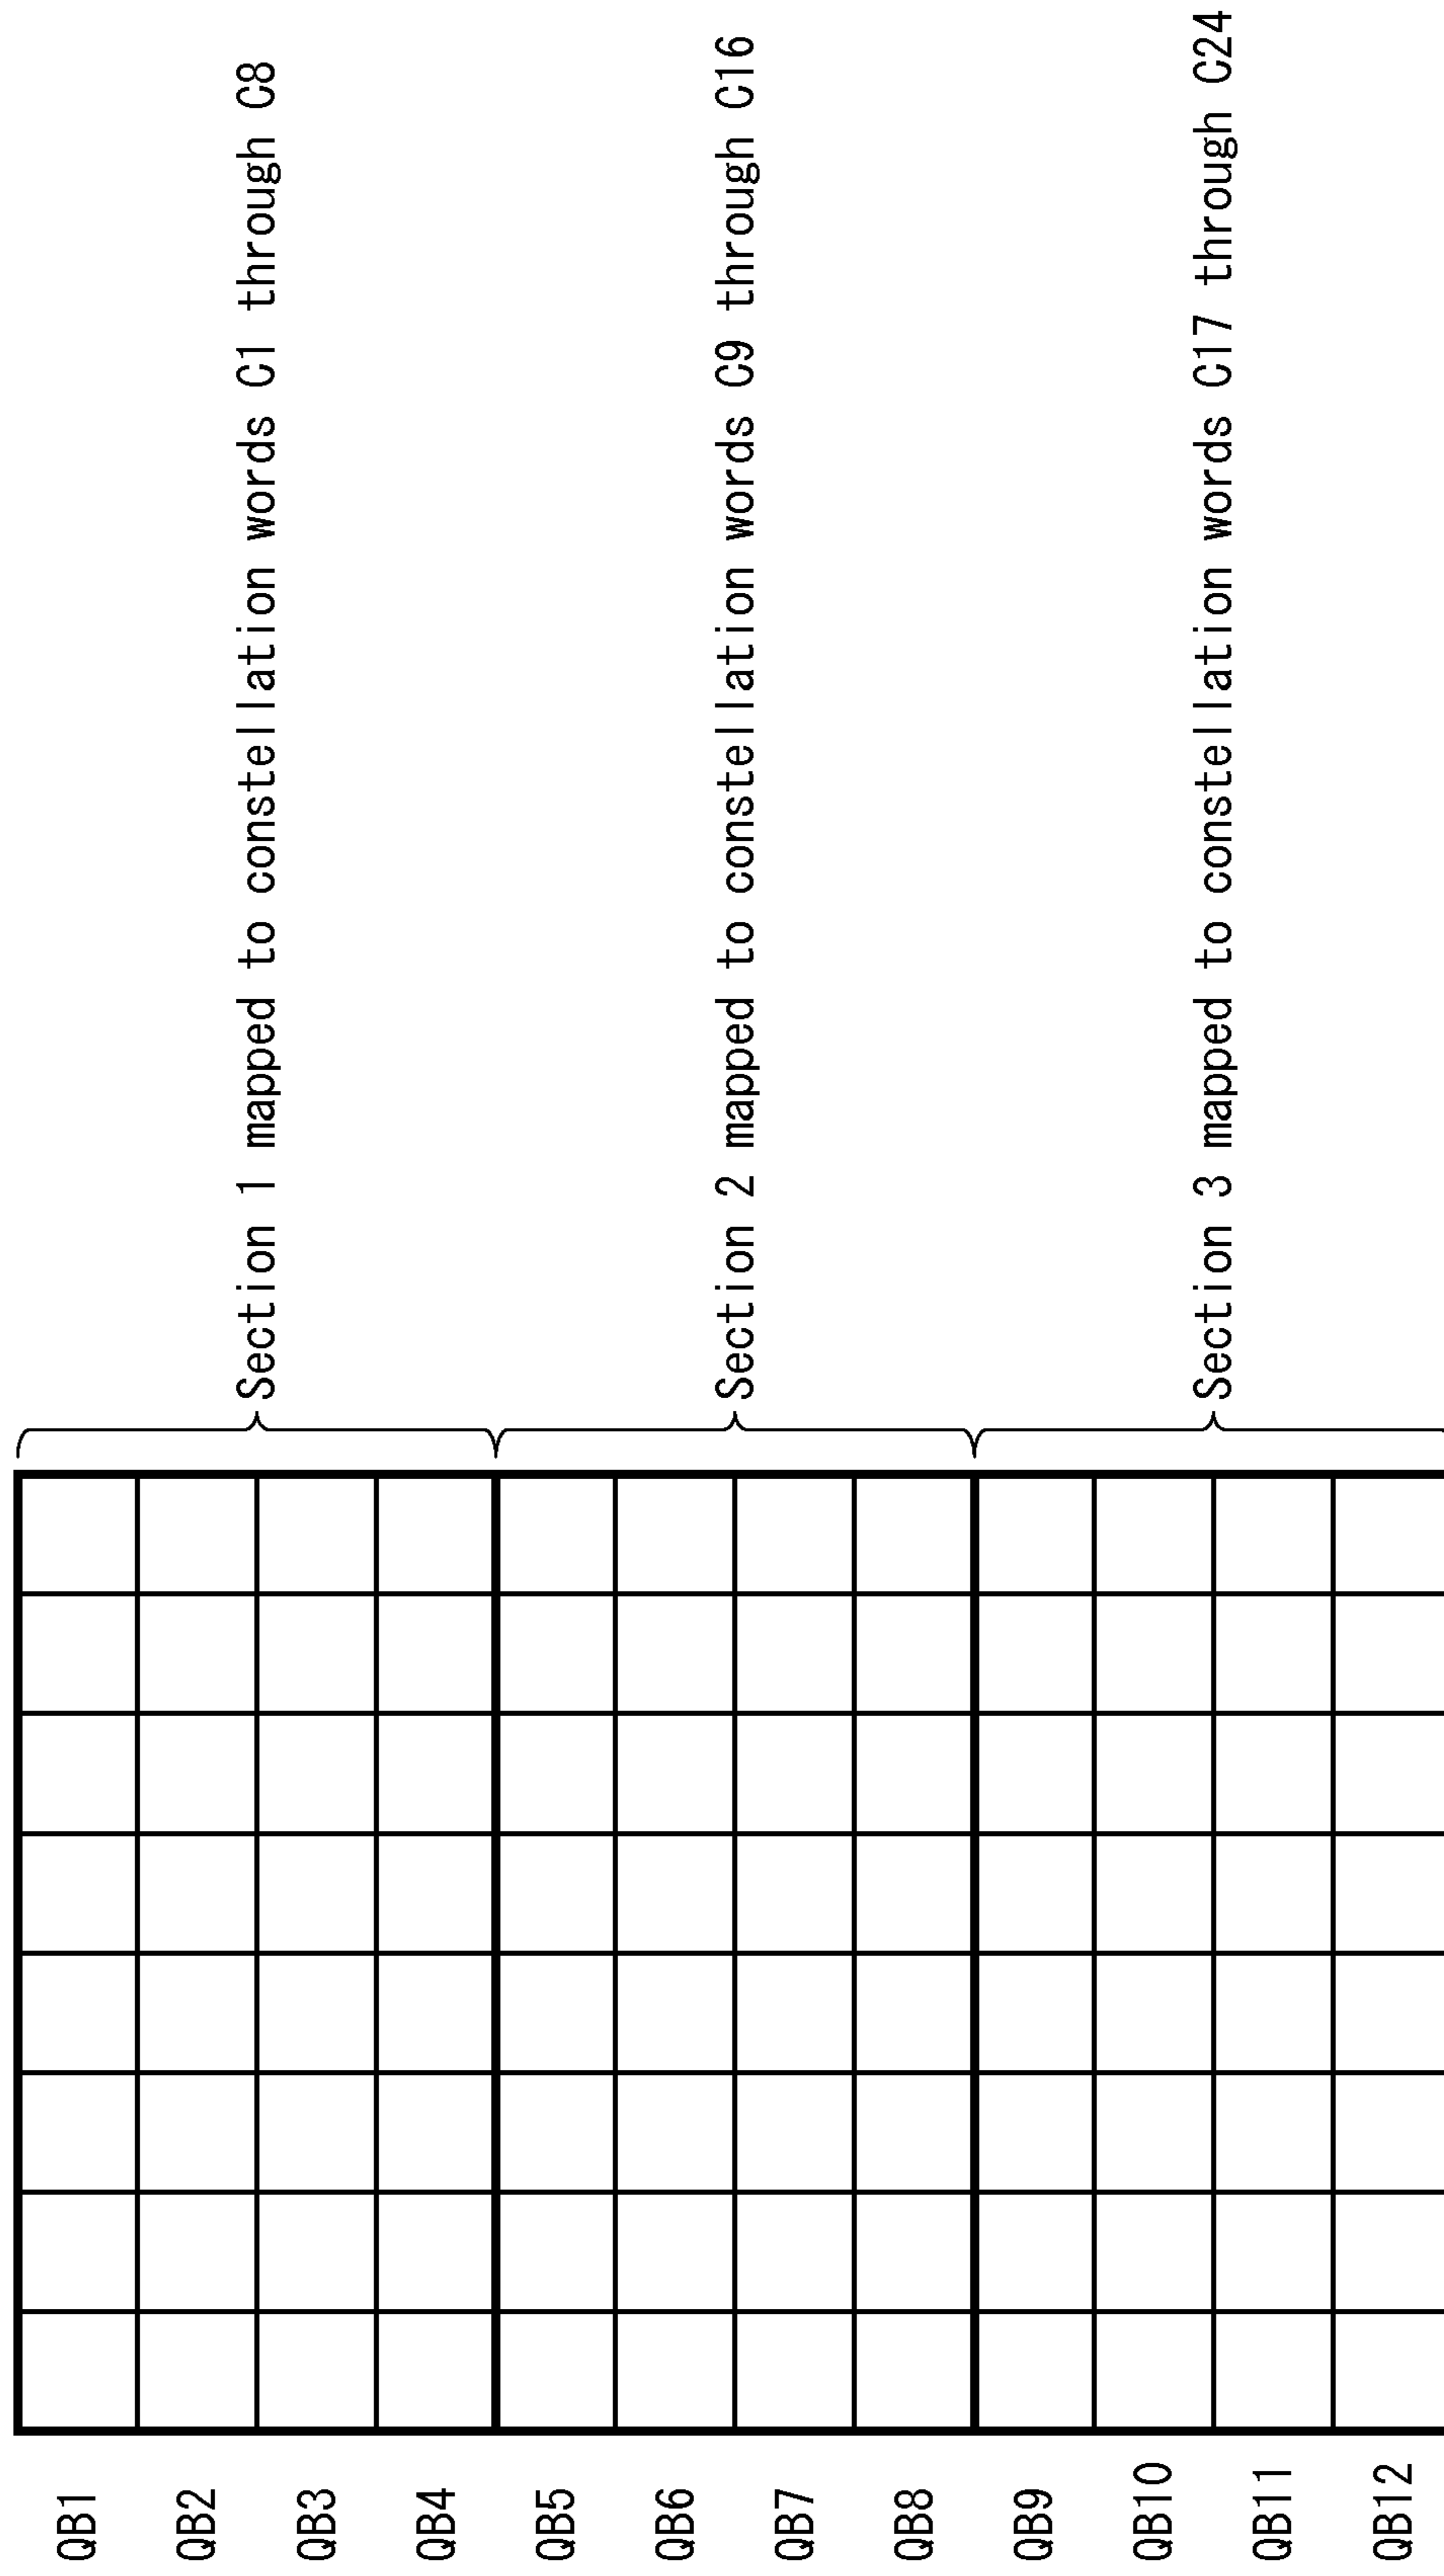 QB1
QB2
QB3
QB4
QB5
QB6
QB7
QB8
QB9
QB10
QB11
QB12
Section 1 mapped to constellation words C1 through C8
Section 2 mapped to constellation words C9 through C16
Section 3 mapped to constellation words C17 through C24